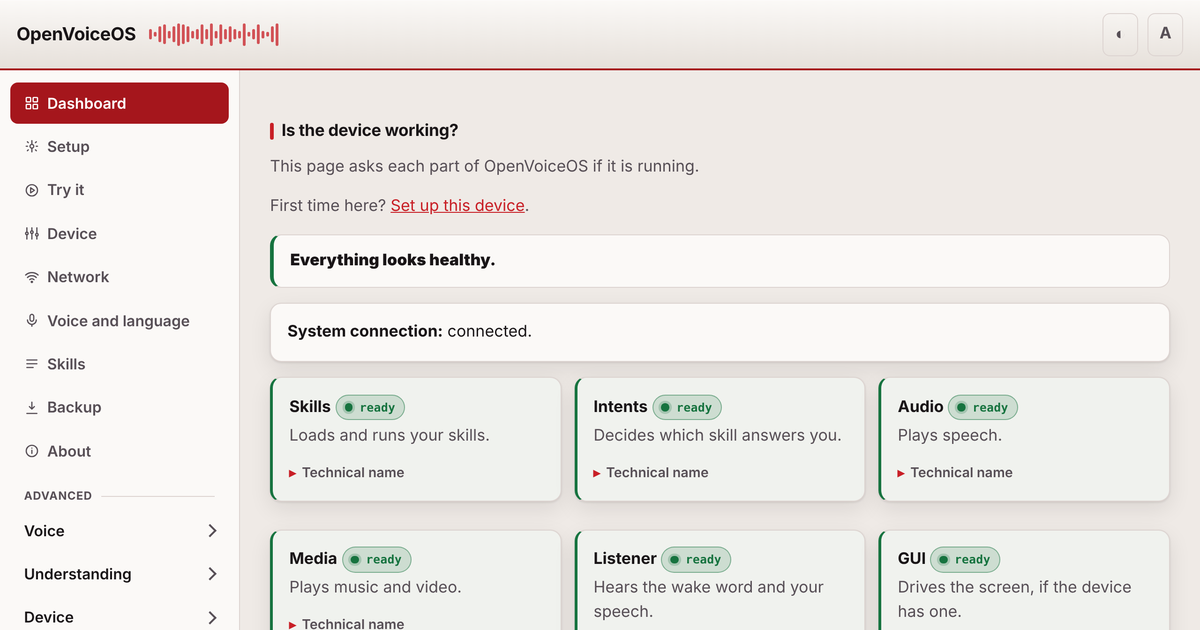 OpenVoiceOS
A
Dashboard
Setup
Try it
Device
Network
Voice and language
Skills
Backup
About
ADVANCED
Voice
Understanding
Device
Is the device working?
This page asks each part of OpenVoiceOS if it is running.
First time here? Set up this device.
Everything looks healthy.
System connection: connected.
Skills ready
Loads and runs your skills.
Technical name
Intents ready
Decides which skill answers you.
Technical name
Audio ready
Plays speech.
Technical name
Media ready
Plays music and video.
Technical name
Listener ready
Hears the wake word and your
speech.
GUI ready
Drives the screen, if the device
has one.